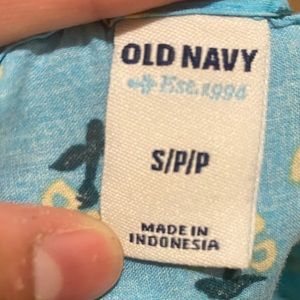 OLD NAVY
Est. 1994
S/P/P
MADE IN
INDONESIA